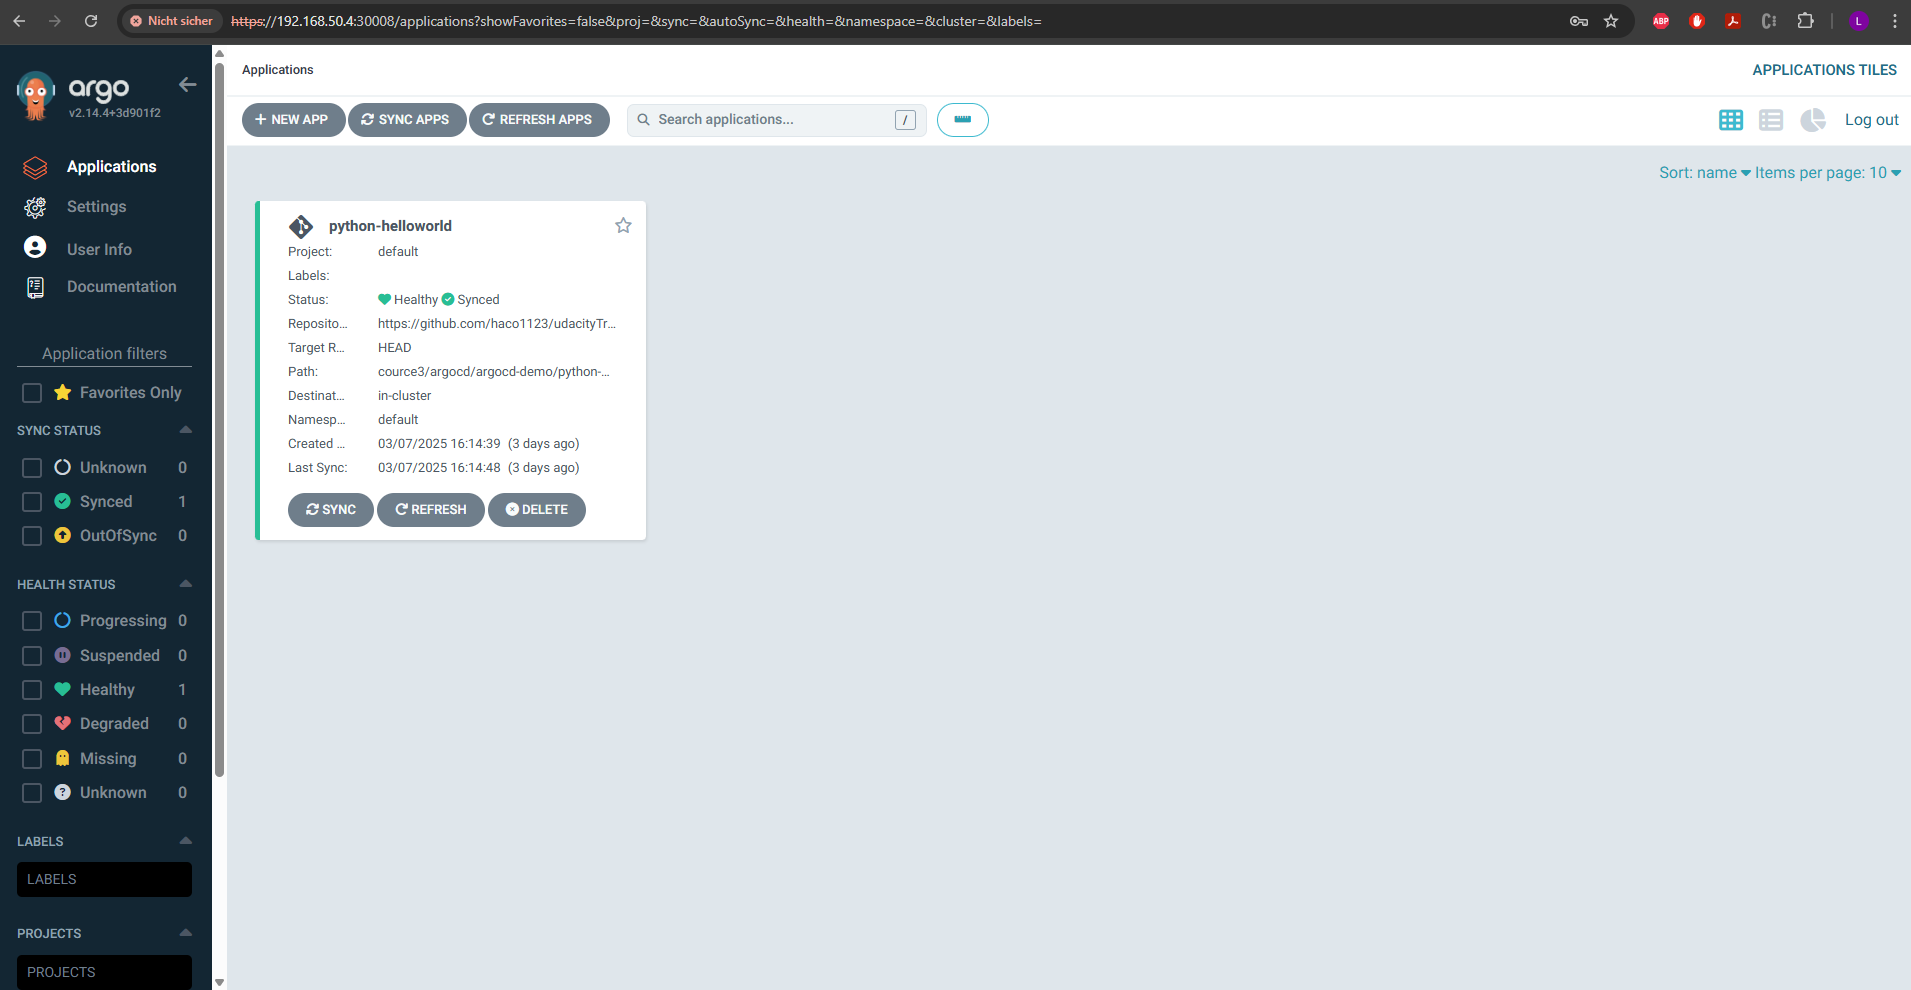 Nicht sicher https://192.168.50.4:30008/applications?showFavorites=false&proj=&sync=&autoSync=&health=&namespace=&cluster=&labels=
ABP
L
argo
v2.14.4+3d901f2
Applications
Settings
User Info
Documentation
Application filters
Favorites Only
SYNC STATUS
Unknown 0
Synced 1
OutOfSync 0
HEALTH STATUS
Progressing 0
Suspended 0
Healthy 1
Degraded 0
Missing 0
Unknown 0
LABELS
LABELS
PROJECTS
PROJECTS
Applications
APPLICATIONS TILES
+ NEW APP SYNC APPS REFRESH APPS Search applications... / Log out
Sort: name Items per page: 10
python-helloworld
Project: default
Labels:
Status: Healthy Synced
Reposito... https://github.com/haco1123/udacityTr...
Target R... HEAD
Path: cource3/argocd/argocd-demo/python-...
Destinat... in-cluster
Namesp... default
Created ... 03/07/2025 16:14:39 (3 days ago)
Last Sync: 03/07/2025 16:14:48 (3 days ago)
SYNC REFRESH DELETE